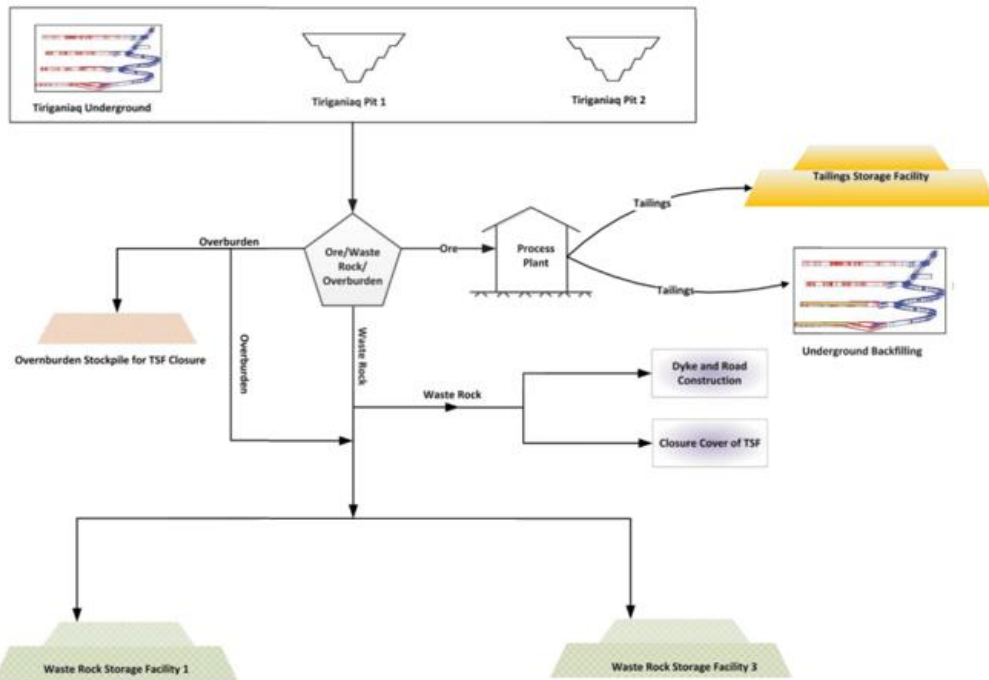 Tiriganiaq Underground
Tiriganiaq Pit 1
Tiriganiaq Pit 2
Tailings Storage Facility
Tailings
Overburden
Ore/Waste
Rock/
Overburden
Ore
Process
Plant
Tailings
Overnburden Stockpile for TSF Closure
Overburden
Waste Rock
Underground Backfilling
Dyke and Road
Construction
Waste Rock
Closure Cover of TSF
Waste Rock Storage Facility 1
Waste Rock Storage Facility 3